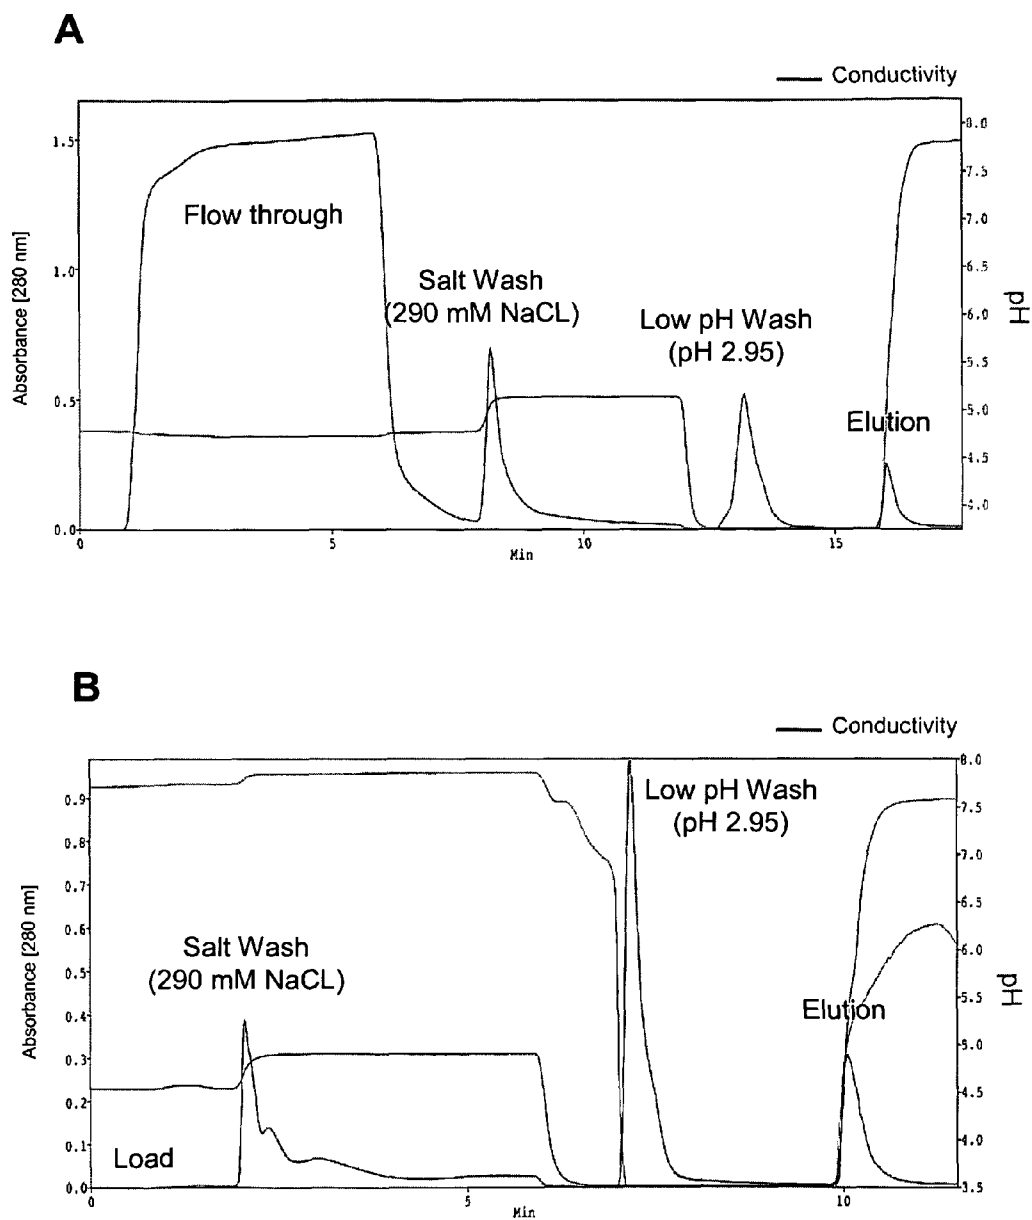 A
Conductivity
8.0
1.5
7.5
Flow through
7.0
Absorbance [280 nm]
1.0
Salt Wash
(290 mM NaCL)
6.5
6.0
pH
Low pH Wash
(pH 2.95)
5.5
0.5
5.0
Elution
4.5
4.0
0.0
0
5
10
15
Min
B
Conductivity
8.0
0.9
Low pH Wash
(pH 2.95)
7.5
0.8
7.0
0.7
6.5
0.6
Absorbance [280 nm]
Salt Wash
(290 mM NaCL)
6.0
0.5
pH
5.5
Elution
0.4
5.0
0.3
4.5
0.2
4.0
0.1
Load
0.0
3.5
0
5
10
Min